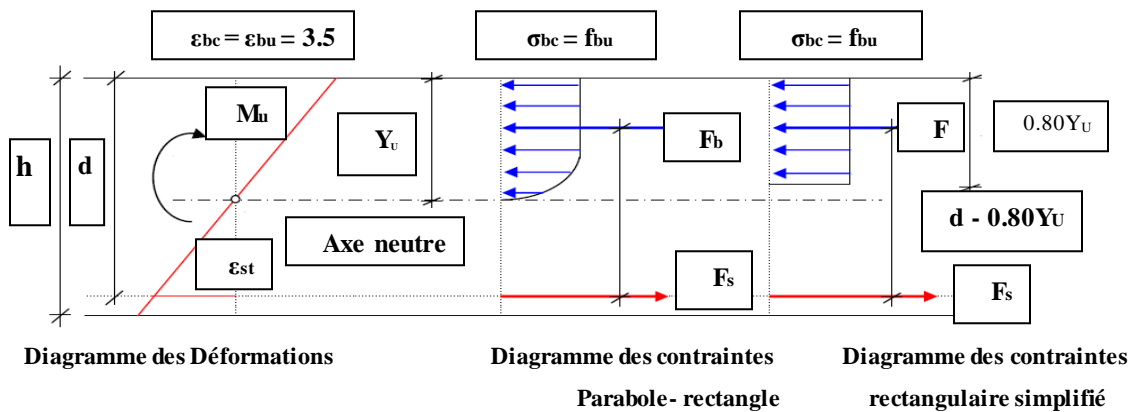 εbc = εbu = 3.5
σbc = fbu
σbc = fbu
Mu
YU
Fb
F
0.80YU
h
d
d - 0.80YU
Axe neutre
εst
Fs
Fs
Diagramme des Déformations
Diagramme des contraintes
Parabole- rectangle
Diagramme des contraintes
rectangulaire simplifié